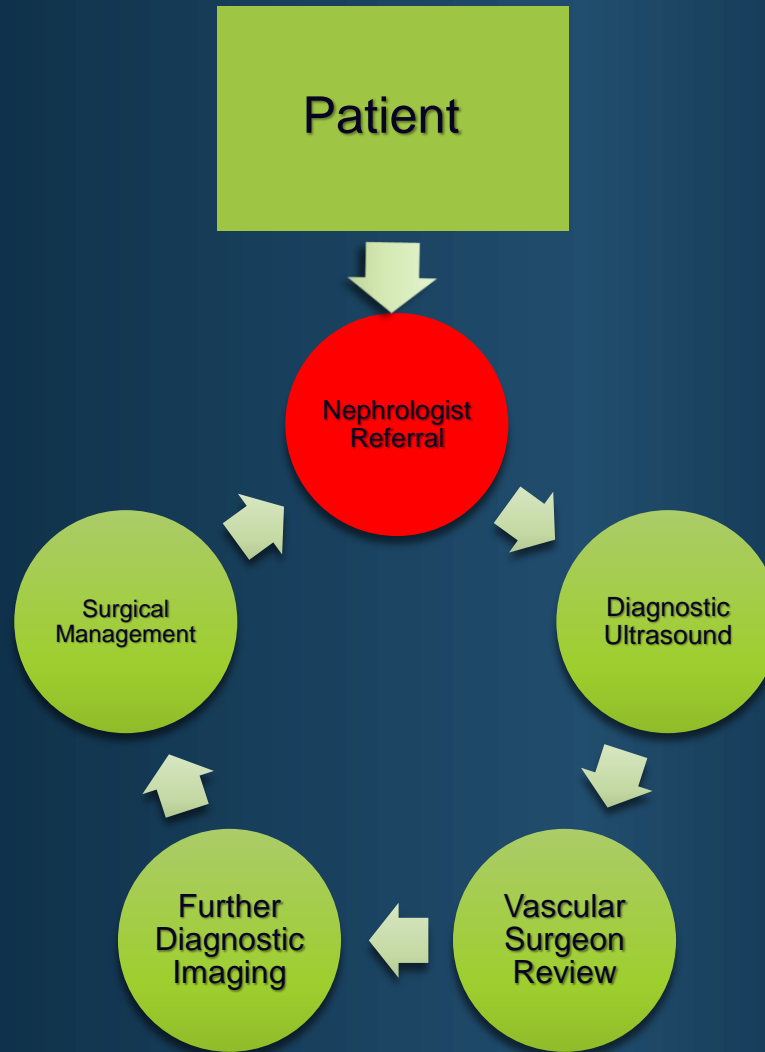 Patient
Nephrologist
Referral
Diagnostic
Ultrasound
Vascular
Surgeon
Review
Further
Diagnostic
Imaging
Surgical
Management